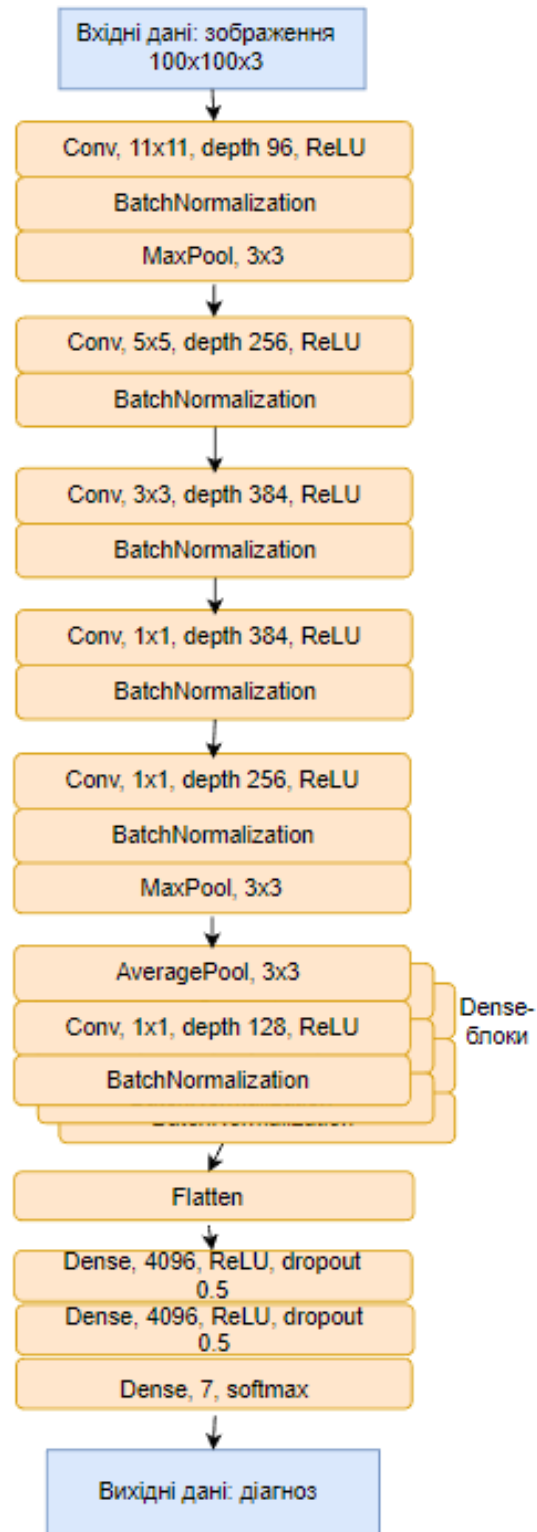 Вхідні дані: зображення
100x100x3
Conv, 11x11, depth 96, ReLU
BatchNormalization
MaxPool, 3x3
Conv, 5x5, depth 256, ReLU
BatchNormalization
Conv, 3x3, depth 384, ReLU
BatchNormalization
Conv, 1x1, depth 384, ReLU
BatchNormalization
Conv, 1x1, depth 256, ReLU
BatchNormalization
MaxPool, 3x3
AveragePool, 3x3
Conv, 1x1, depth 128, ReLU
BatchNormalization
Dense-
блоки
Flatten
Dense, 4096, ReLU, dropout
0.5
Dense, 4096, ReLU, dropout
0.5
Dense, 7, softmax
Вихідні дані: діагноз